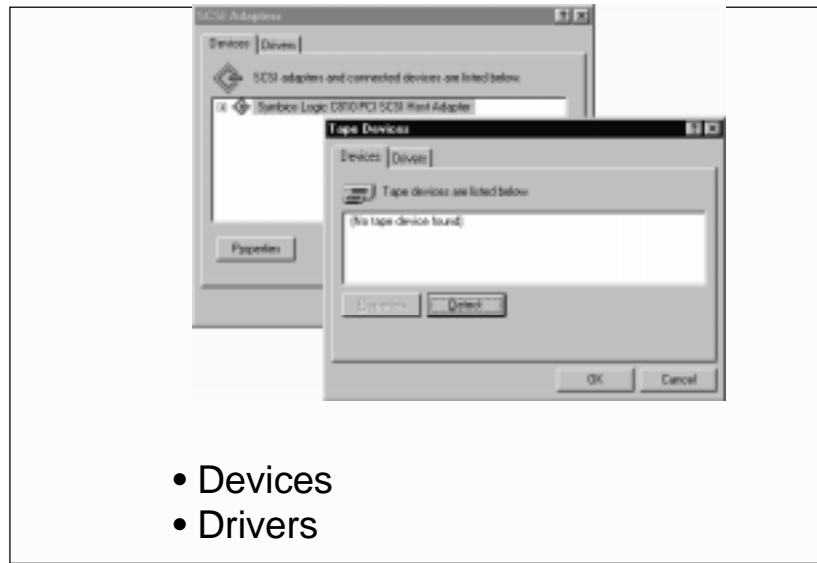 SCSI Adapters
Devices Drivers
SCSI adapters and connected devices are listed below.
Symbios Logic C810 PCI SCSI Host Adapter
Properties
Tape Devices
Devices Drivers
Tape devices are listed below
(No tape device found)
Properties Detect
OK Cancel
• Devices
• Drivers